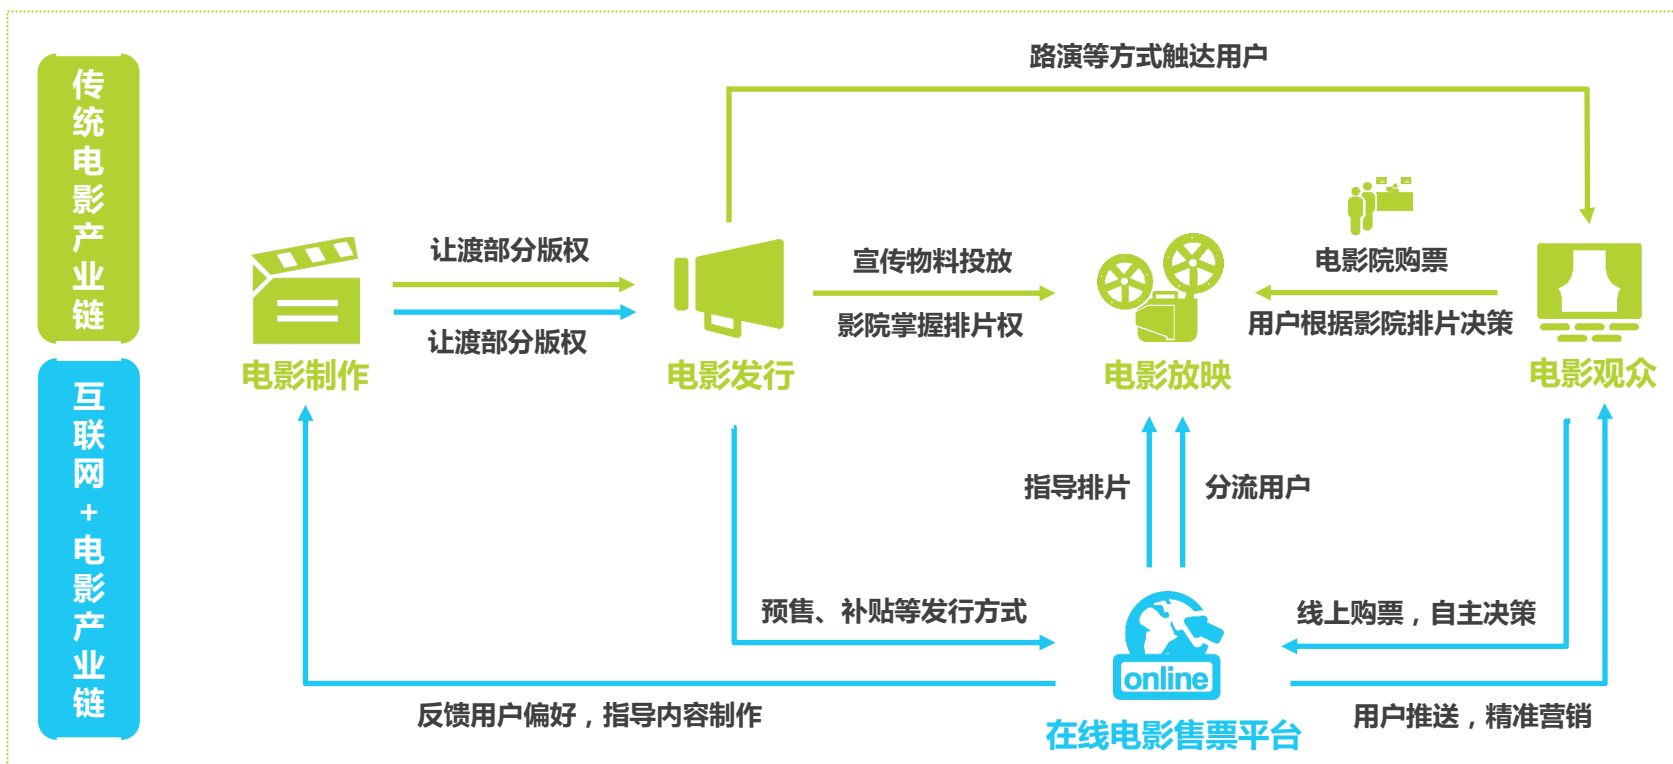 传统电影产业链
互联网+电影产业链
路演等方式触达用户
让渡部分版权
让渡部分版权
宣传物料投放
影院掌握排片权
电影院购票
用户根据影院排片决策
电影制作
电影发行
电影放映
电影观众
指导排片
分流用户
预售、补贴等发行方式
线上购票，自主决策
online
反馈用户偏好，指导内容制作
用户推送，精准营销
在线电影售票平台